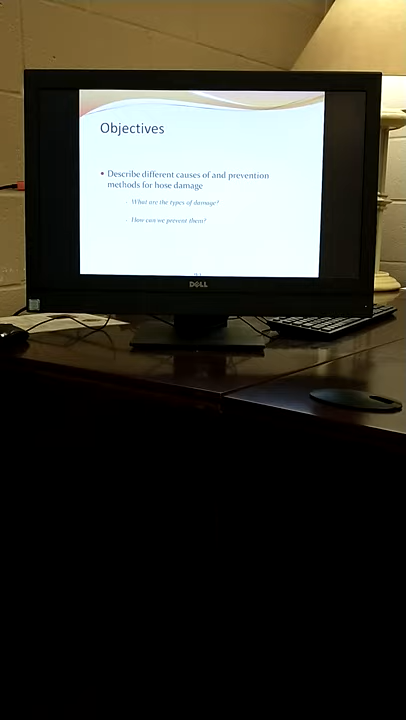 Objectives
• Describe different causes of and prevention
methods for hose damage
- What are the types of damage?
- How can we prevent them?
DELL